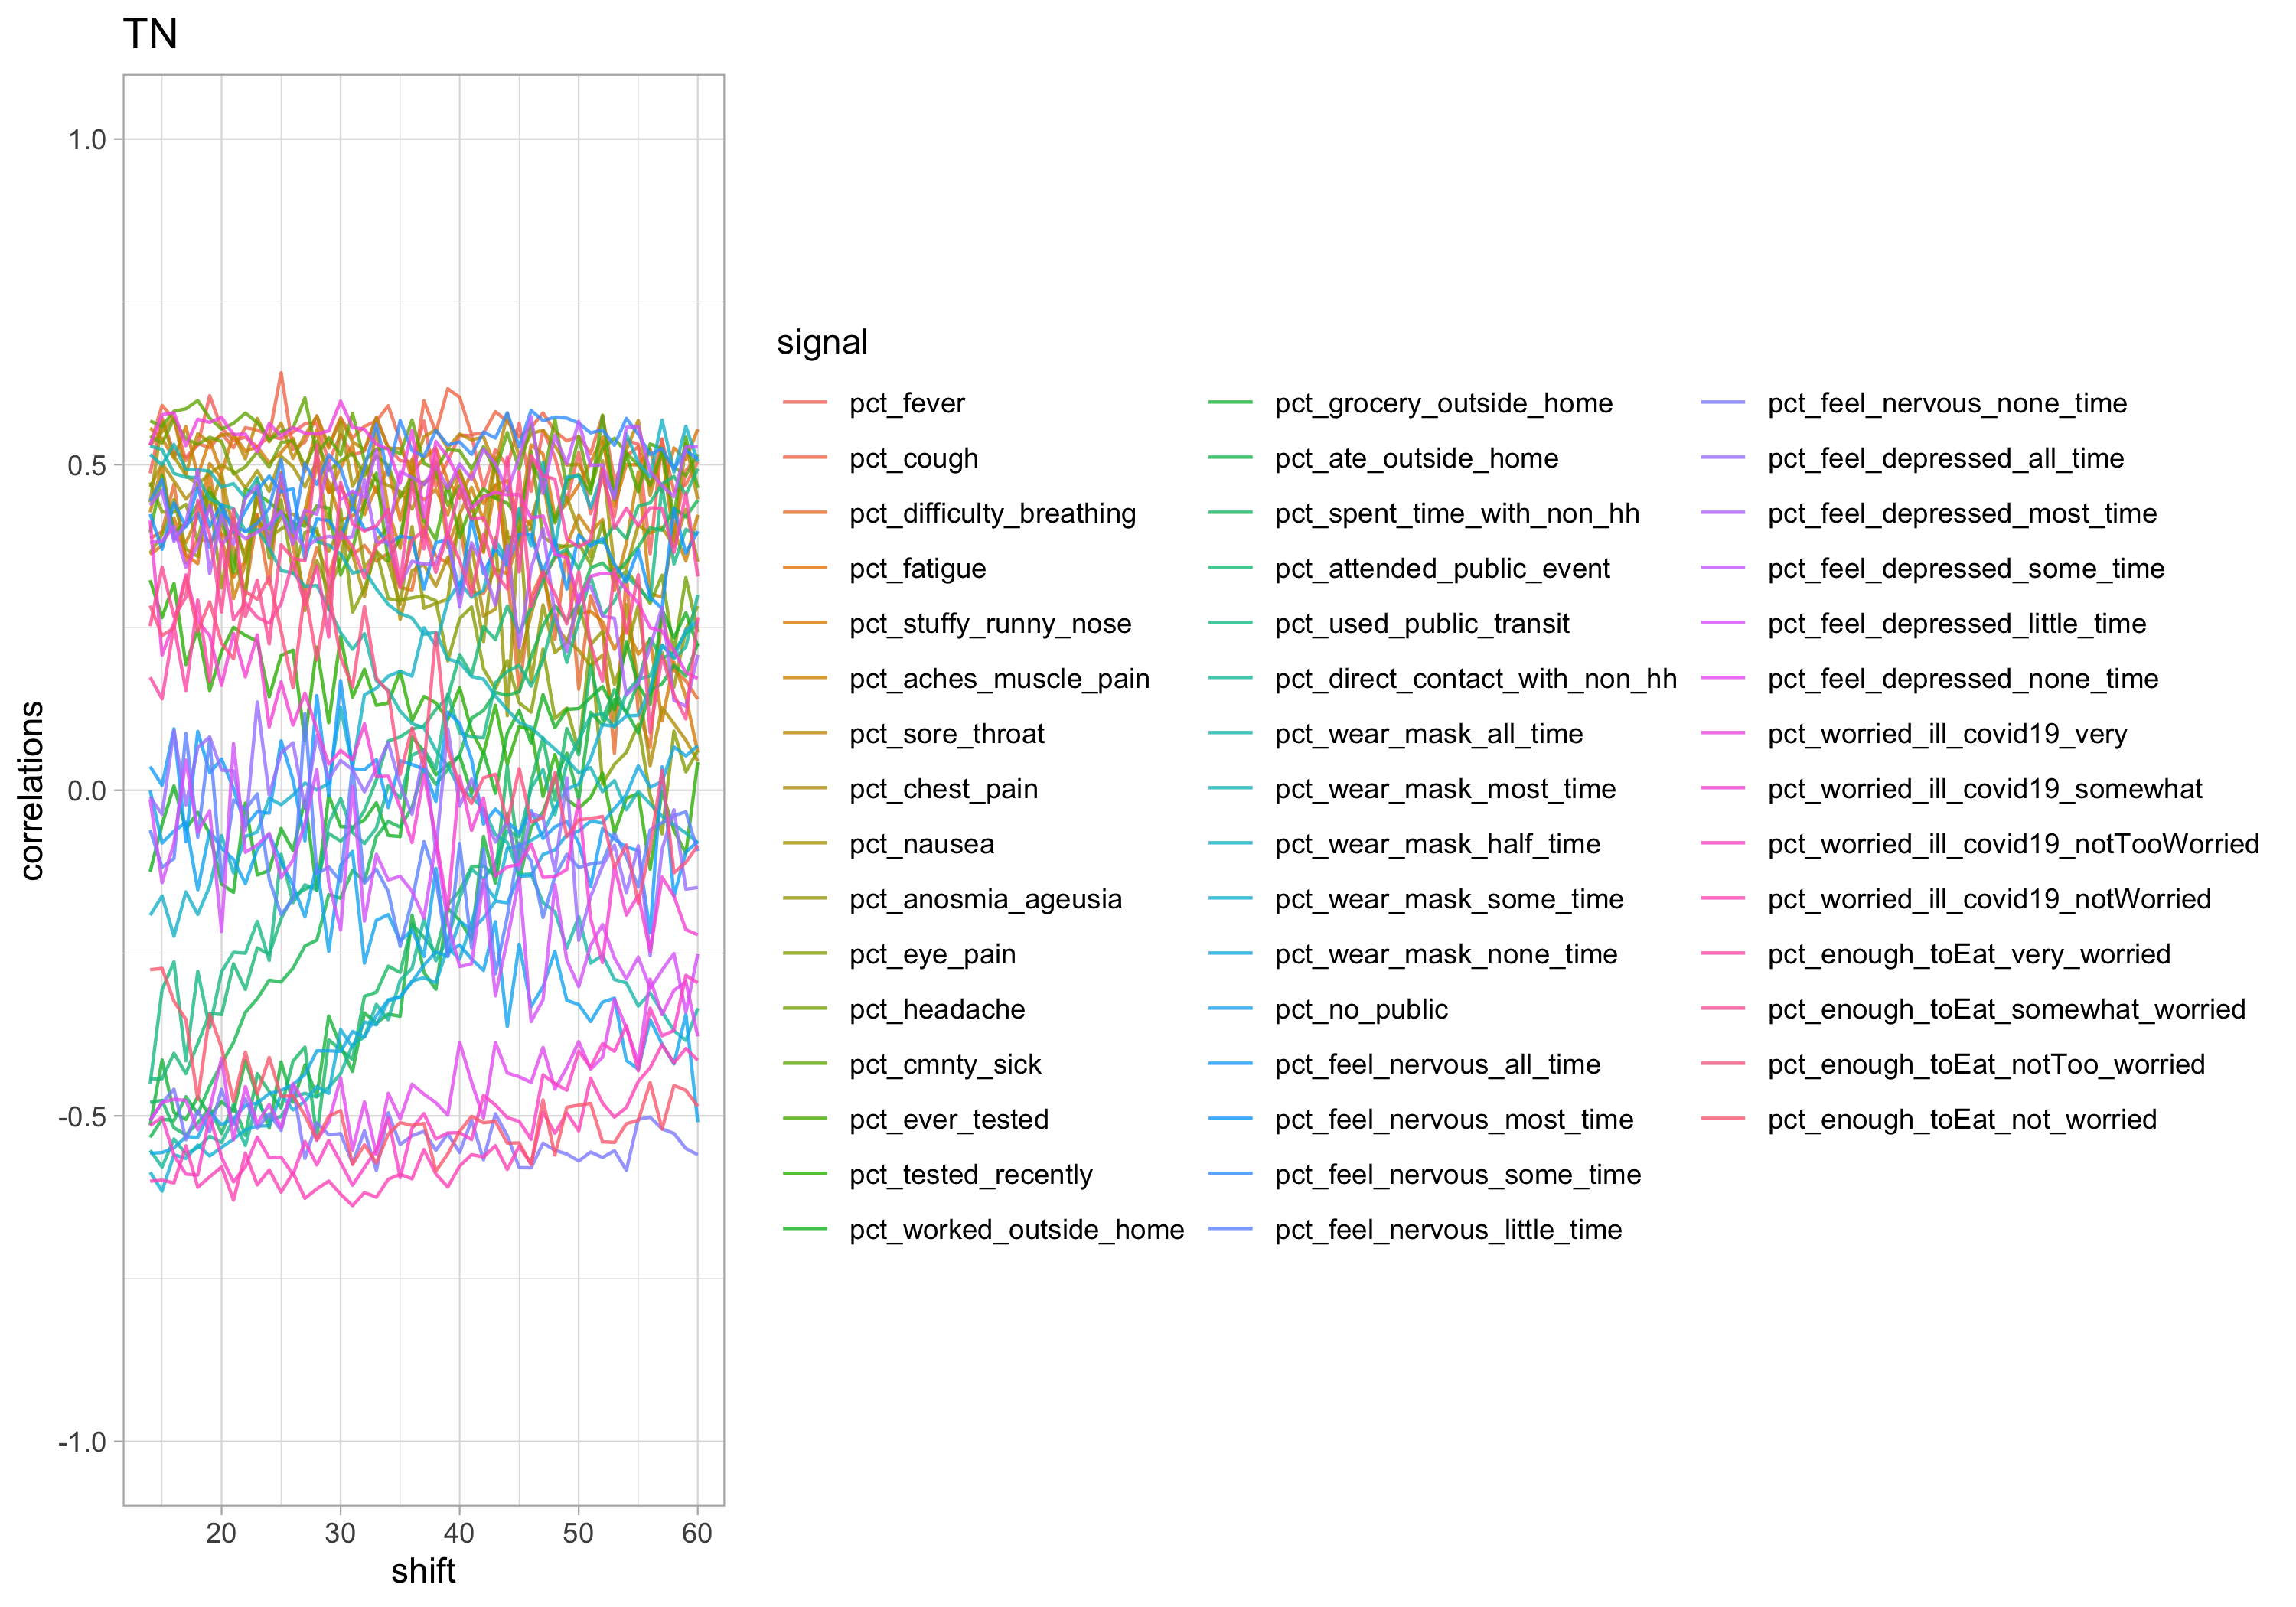 TN
1.0
0.5
0.0
-0.5
-1.0
correlations
20 30 40 50 60
shift
signal
pct_fever
pct_cough
pct_difficulty_breathing
pct_fatigue
pct_stuffy_runny_nose
pct_aches_muscle_pain
pct_sore_throat
pct_chest_pain
pct_nausea
pct_anosmia_ageusia
pct_eye_pain
pct_headache
pct_cmnty_sick
pct_ever_tested
pct_tested_recently
pct_worked_outside_home
pct_grocery_outside_home
pct_ate_outside_home
pct_spent_time_with_non_hh
pct_attended_public_event
pct_used_public_transit
pct_direct_contact_with_non_hh
pct_wear_mask_all_time
pct_wear_mask_most_time
pct_wear_mask_half_time
pct_wear_mask_some_time
pct_wear_mask_none_time
pct_no_public
pct_feel_nervous_all_time
pct_feel_nervous_most_time
pct_feel_nervous_some_time
pct_feel_nervous_little_time
pct_feel_nervous_none_time
pct_feel_depressed_all_time
pct_feel_depressed_most_time
pct_feel_depressed_some_time
pct_feel_depressed_little_time
pct_feel_depressed_none_time
pct_worried_ill_covid19_very
pct_worried_ill_covid19_somewhat
pct_worried_ill_covid19_notTooWorried
pct_worried_ill_covid19_notWorried
pct_enough_toEat_very_worried
pct_enough_toEat_somewhat_worried
pct_enough_toEat_notToo_worried
pct_enough_toEat_not_worried